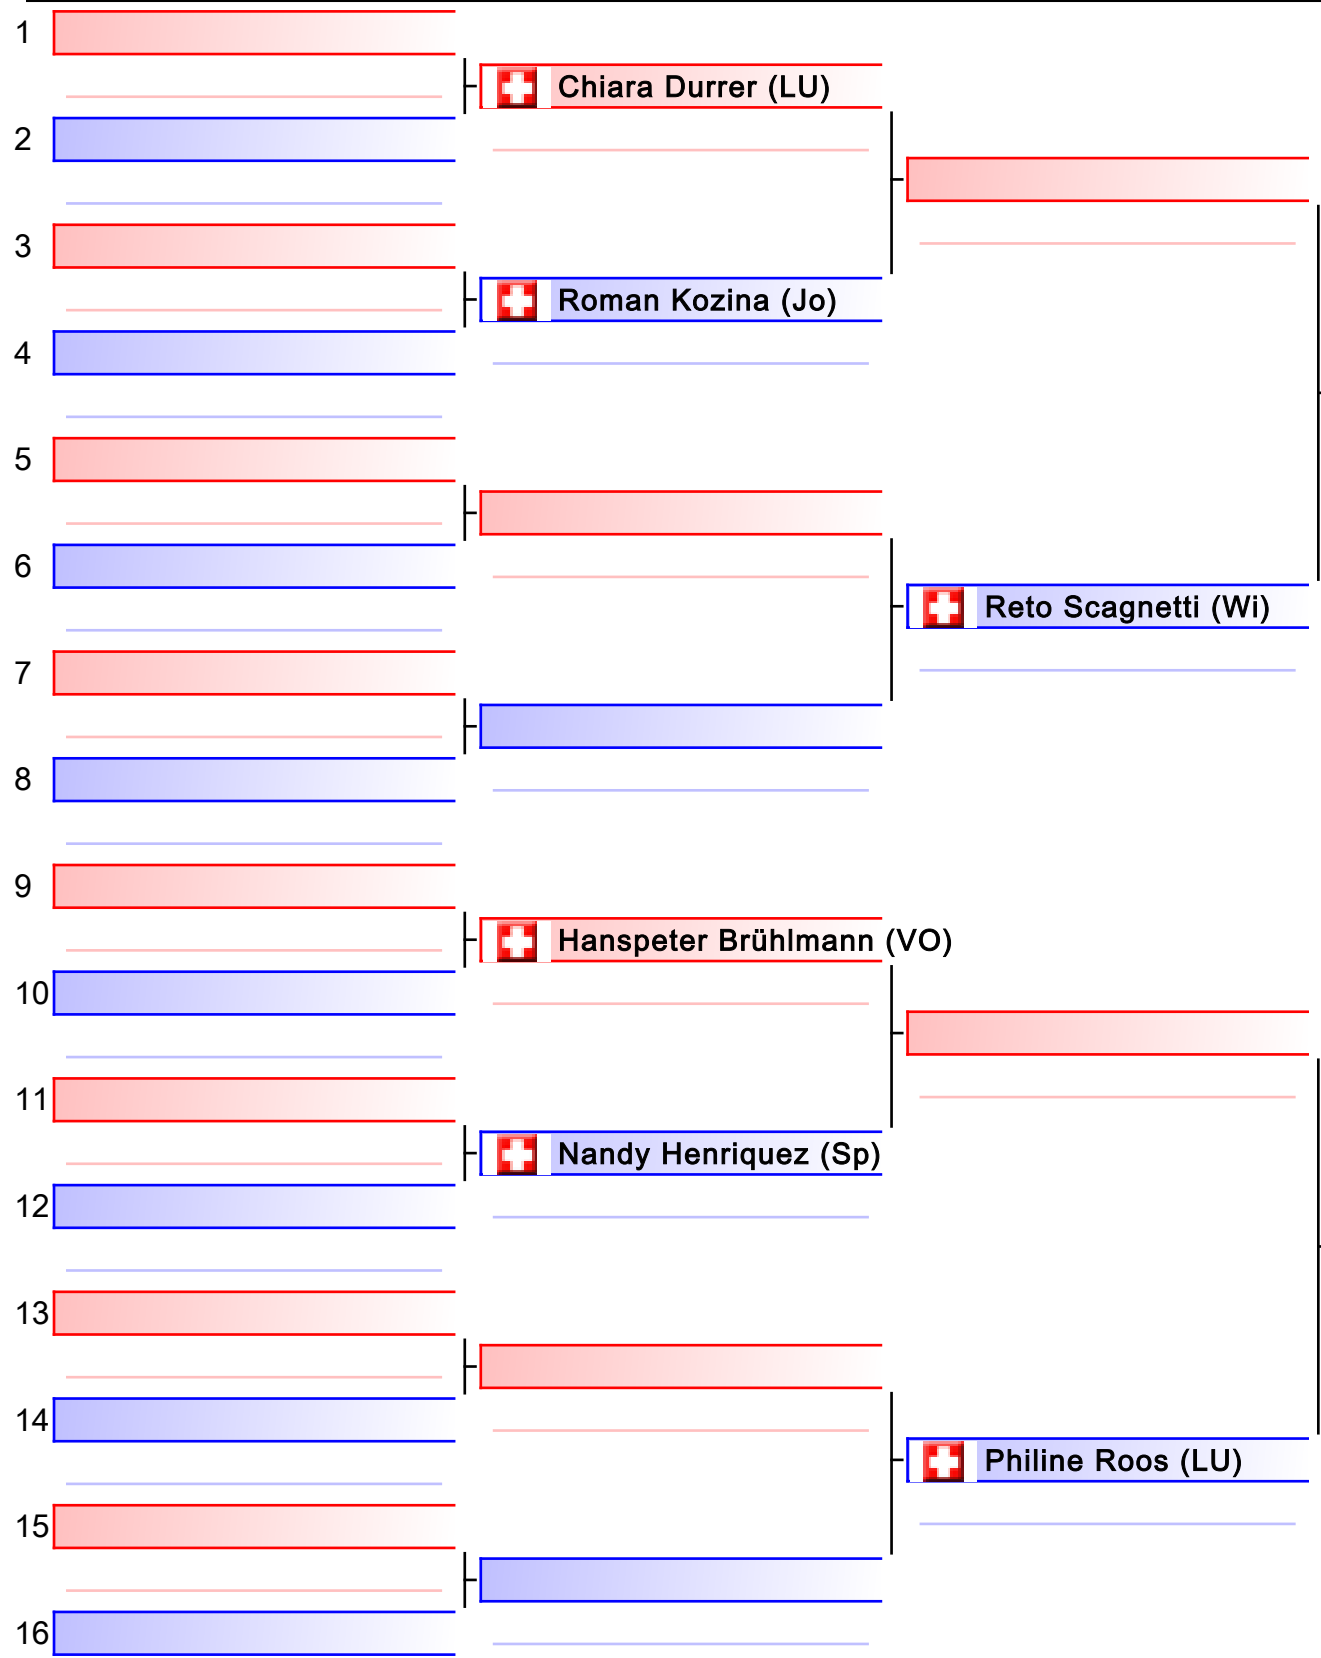 1
Chiara Durrer (LU)
2
3
Roman Kozina (Jo)
4
5
6
Reto Scagnetti (Wi)
7
8
9
Hanspeter Brühlmann (VO)
10
11
Nandy Henriquez (Sp)
12
13
14
Philine Roos (LU)
15
16